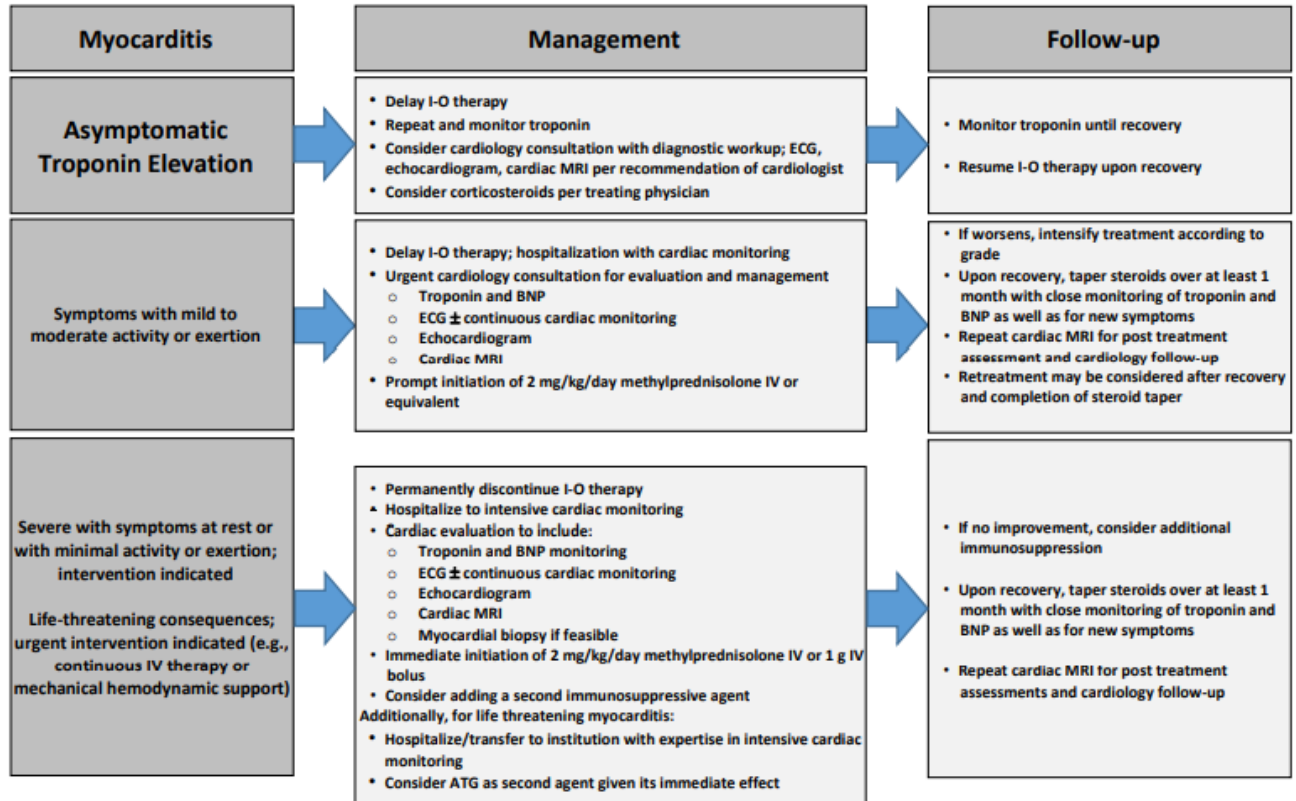 Myocarditis
Management
Follow-up
Asymptomatic
Troponin Elevation
• Delay I-O therapy
• Repeat and monitor troponin
• Consider cardiology consultation with diagnostic workup; ECG,
echocardiogram, cardiac MRI per recommendation of cardiologist
• Consider corticosteroids per treating physician
• Monitor troponin until recovery
• Resume I-O therapy upon recovery
Symptoms with mild to
moderate activity or exertion
• Delay I-O therapy; hospitalization with cardiac monitoring
• Urgent cardiology consultation for evaluation and management
o Troponin and BNP
o ECG ± continuous cardiac monitoring
o Echocardiogram
o Cardiac MRI
• Prompt initiation of 2 mg/kg/day methylprednisolone IV or
equivalent
• If worsens, intensify treatment according to
grade
• Upon recovery, taper steroids over at least 1
month with close monitoring of troponin and
BNP as well as for new symptoms
• Repeat cardiac MRI for post treatment
assessment and cardiology follow-up
• Retreatment may be considered after recovery
and completion of steroid taper
Severe with symptoms at rest or
with minimal activity or exertion;
intervention indicated
Life-threatening consequences;
urgent intervention indicated (e.g.,
continuous IV therapy or
mechanical hemodynamic support)
• Permanently discontinue I-O therapy
• Hospitalize to intensive cardiac monitoring
• Cardiac evaluation to include:
o Troponin and BNP monitoring
o ECG ± continuous cardiac monitoring
o Echocardiogram
o Cardiac MRI
o Myocardial biopsy if feasible
• Immediate initiation of 2 mg/kg/day methylprednisolone IV or 1 g IV
bolus
• Consider adding a second immunosuppressive agent
Additionally, for life threatening myocarditis:
• Hospitalize/transfer to institution with expertise in intensive cardiac
monitoring
• Consider ATG as second agent given its immediate effect
• If no improvement, consider additional
immunosuppression
• Upon recovery, taper steroids over at least 1
month with close monitoring of troponin and
BNP as well as for new symptoms
• Repeat cardiac MRI for post treatment
assessments and cardiology follow-up